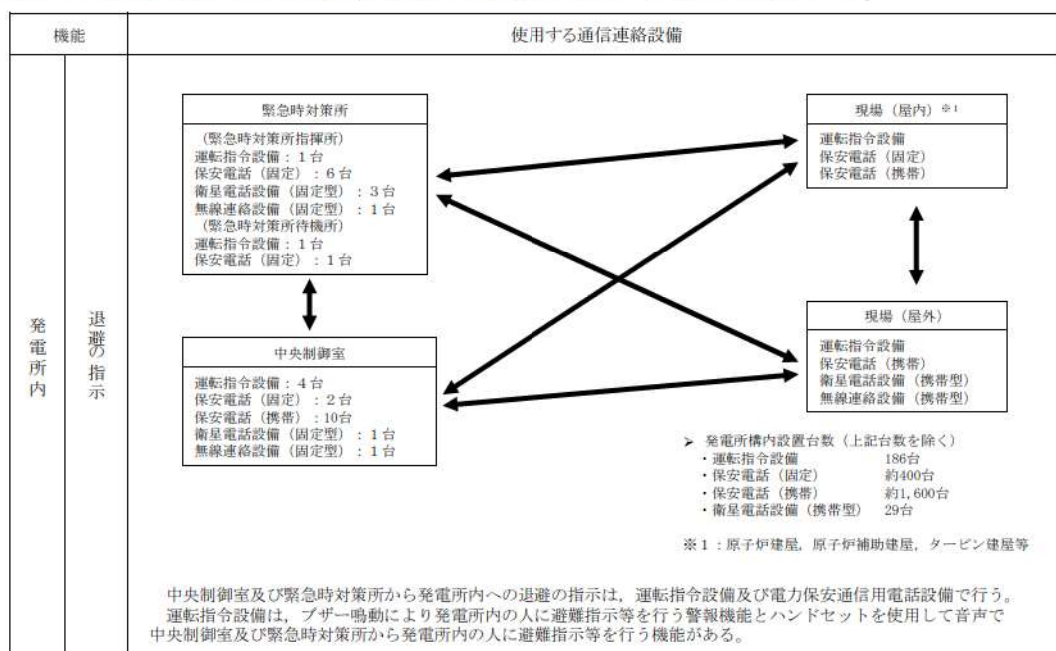 機能
使用する通信連絡設備
発電所内
退避の指示
緊急時対策所
(緊急時対策所指揮所)
運転指令設備:1台
保安電話(固定):6台
衛星電話設備(固定型):3台
無線連絡設備(固定型):1台
(緊急時対策所待機所)
運転指令設備:1台
保安電話(固定):1台
現場(屋内)※1
運転指令設備
保安電話(固定)
保安電話(携帯)
中央制御室
運転指令設備:4台
保安電話(固定):2台
保安電話(携帯):10台
衛星電話設備(固定型):1台
無線連絡設備(固定型):1台
現場(屋外)
運転指令設備
保安電話(携帯)
衛星電話設備(携帯型)
無線連絡設備(携帯型)
➢ 発電所構内設置台数(上記台数を除く)
・運転指令設備 186台
・保安電話(固定) 約400台
・保安電話(携帯) 約1,600台
・衛星電話設備(携帯型) 29台
※1:原子炉建屋,原子炉補助建屋,タービン建屋等
中央制御室及び緊急時対策所から発電所内への退避の指示は,運転指令設備及び電力保安通信用電話設備で行う。
運転指令設備は,ブザー鳴動により発電所内の人に避難指示等を行う警報機能とハンドセットを使用して音声で
中央制御室及び緊急時対策所から発電所内の人に避難指示等を行う機能がある。